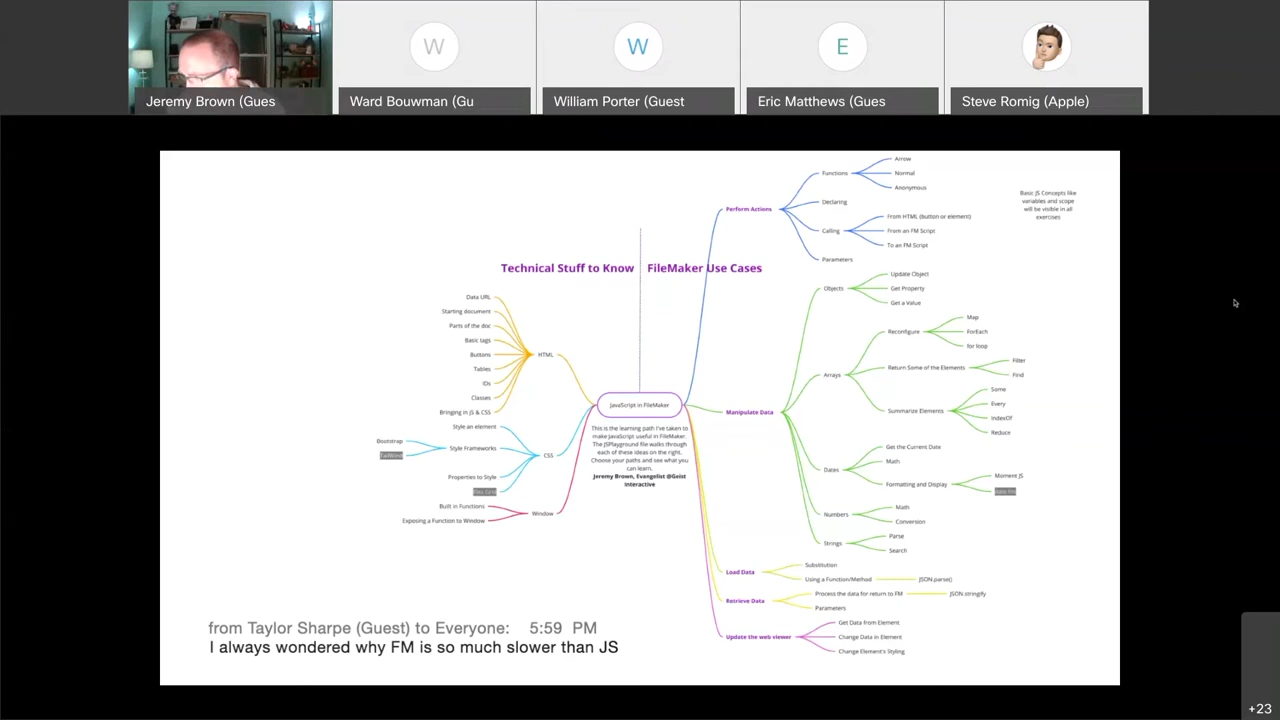 W
W
E
Jeremy Brown (Gues
Ward Bouwman (Gu
William Porter (Guest
Eric Matthews (Gues
Steve Romig (Apple)
Technical Stuff to Know
FileMaker Use Cases
Data URL
Starting document
Parts of the doc
Basic tags
Buttons
Tables
IDs
Classes
Bringing in JS & CSS
HTML
Style an element
Bootstrap
Style Frameworks
CSS
Properties to Style
Built in Functions
Exposing a Function to Window
Window
JavaScript in FileMaker
This is the learning path I've taken to
make JavaScript useful in FileMaker.
The JSPlayground file walks through
each of these ideas on the right.
Choose your paths and see what you
can learn.
Jeremy Brown, Evangelist @Geist
Interactive
Perform Actions
Functions
Arrow
Normal
Anonymous
Declaring
Calling
From HTML (button or element)
From an FM Script
To an FM Script
Parameters
Basic JS Concepts like
variables and scope
will be visible in all
exercises
Manipulate Data
Objects
Update Object
Get Property
Get a Value
Arrays
Reconfigure
Map
ForEach
for loop
Return Some of the Elements
Filter
Find
Summarize Elements
Some
Every
IndexOf
Reduce
Dates
Get the Current Date
Math
Formatting and Display
Moment JS
Numbers
Math
Conversion
Strings
Parse
Search
Load Data
Substitution
Using a Function/Method
JSON.parse()
Retrieve Data
Process the data for return to FM
JSON.stringify
Parameters
Update the web viewer
Get Data from Element
Change Data in Element
Change Element's Styling
from Taylor Sharpe (Guest) to Everyone: 5:59 PM
I always wondered why FM is so much slower than JS
+23